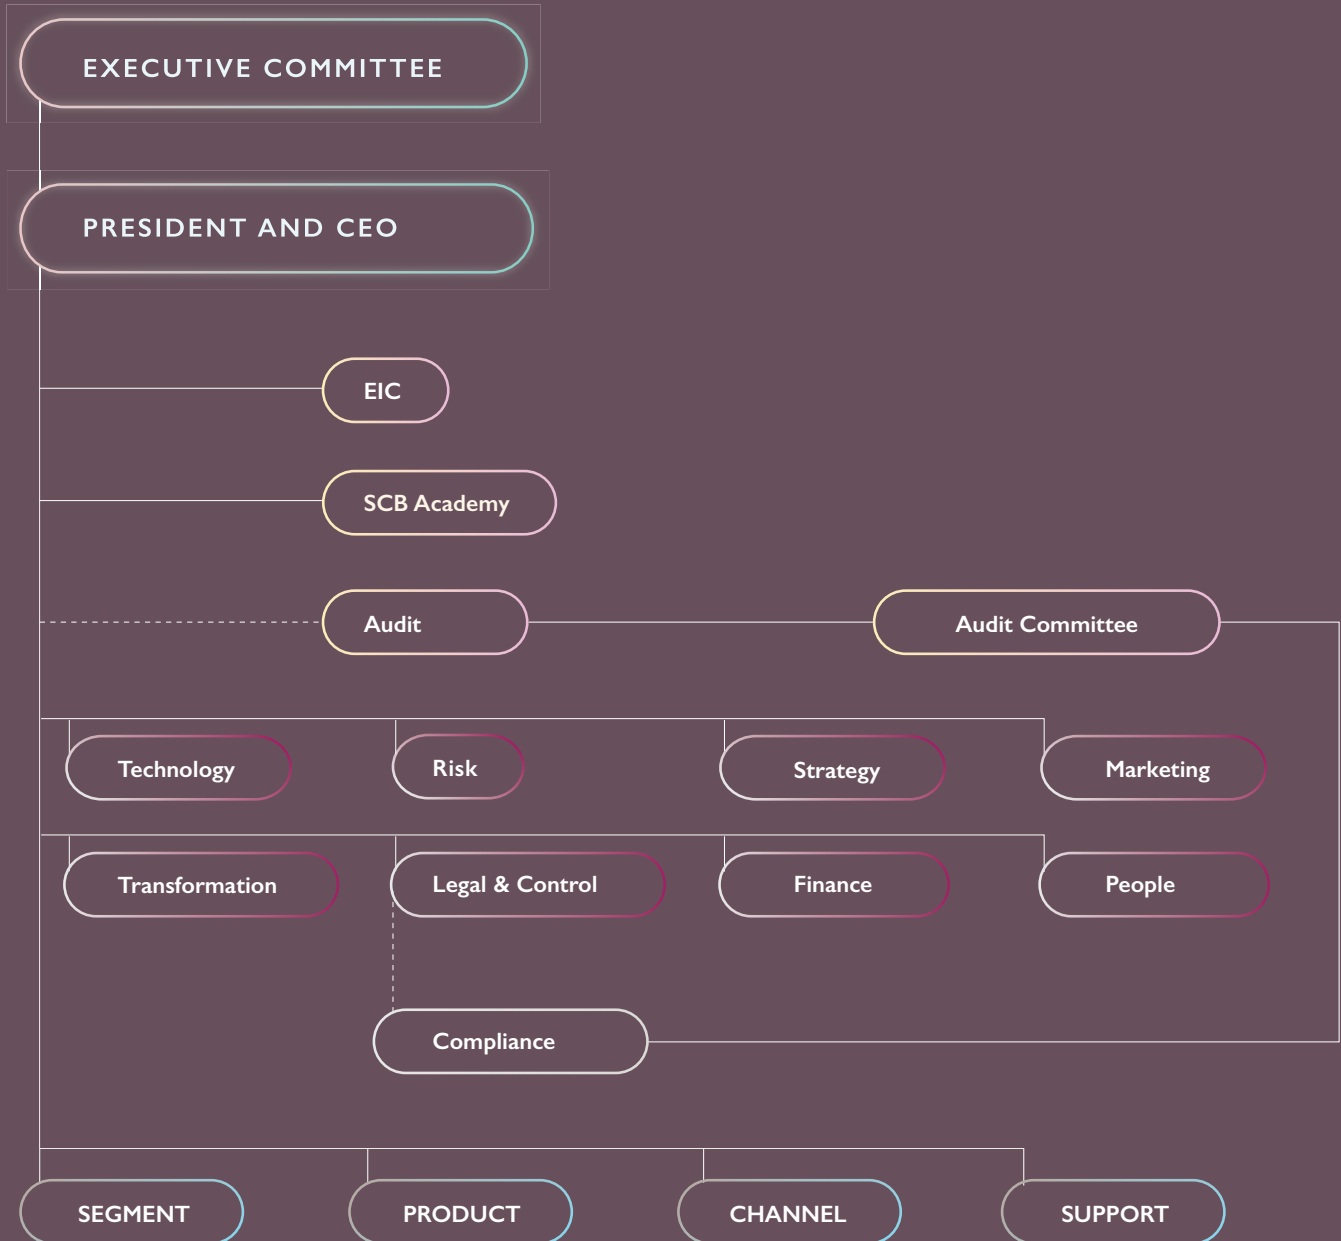 EXECUTIVE COMMITTEE
PRESIDENT AND CEO
EIC
SCB Academy
Audit
Audit Committee
Technology
Risk
Strategy
Marketing
Transformation
Legal & Control
Finance
People
Compliance
SEGMENT
PRODUCT
CHANNEL
SUPPORT